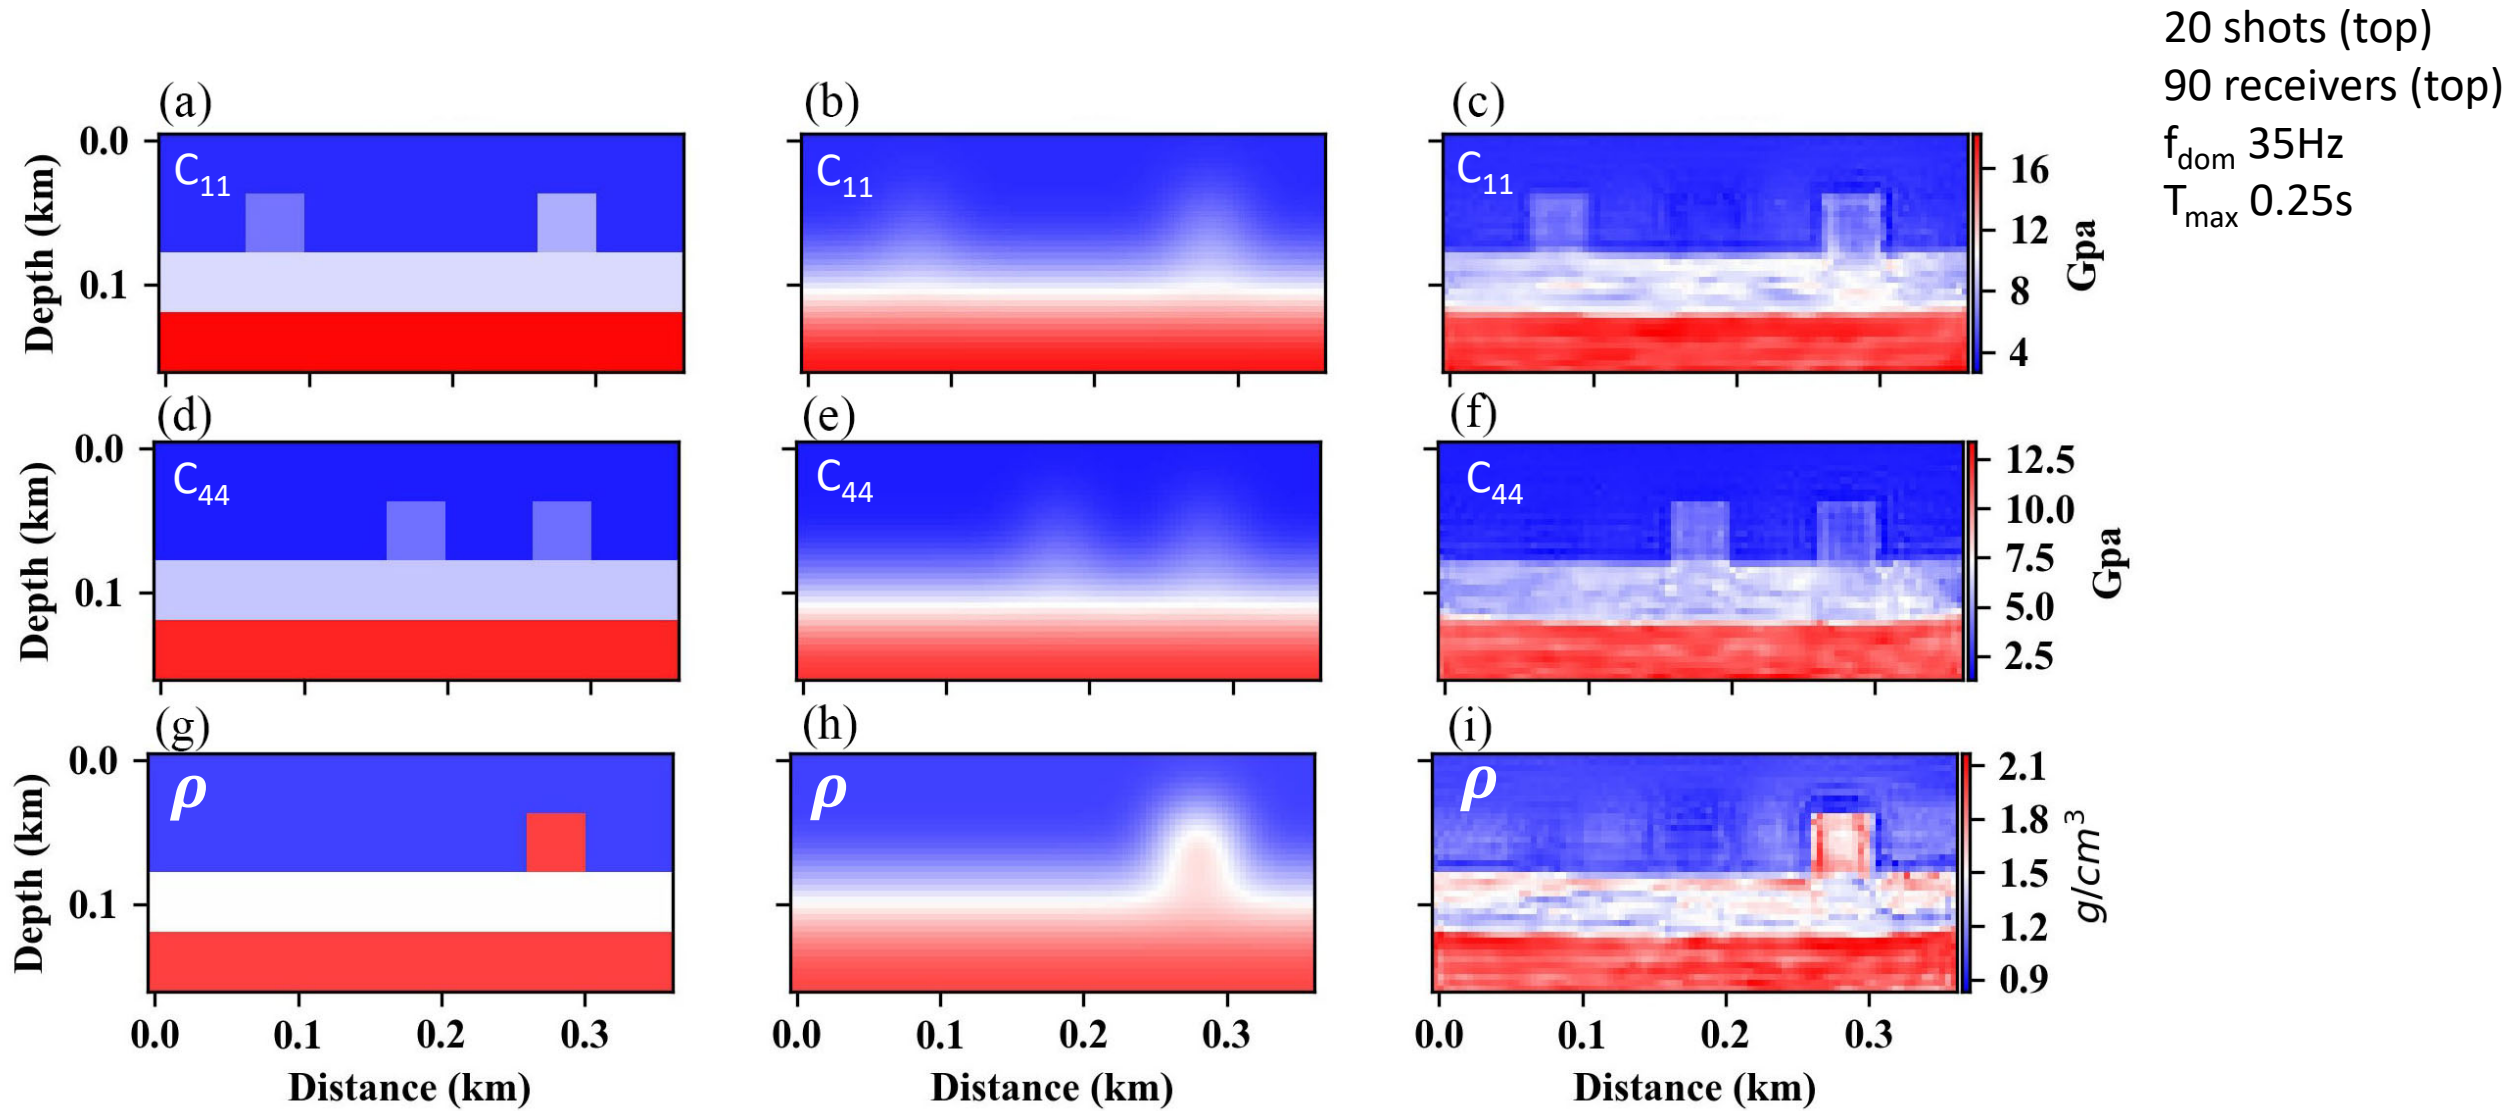 20 shots (top)
90 receivers (top)
f_dom 35Hz
T_max 0.25s
(a)
(b)
(c)
C₁₁
C₁₁
C₁₁
0.0
0.1
Depth (km)
16
12
8
4
Gpa
(d)
(e)
(f)
C₄₄
C₄₄
C₄₄
0.0
0.1
Depth (km)
12.5
10.0
7.5
5.0
2.5
Gpa
(g)
(h)
(i)
ρ
ρ
ρ
0.0
0.1
Depth (km)
2.1
1.8
1.5
1.2
0.9
g/cm³
0.0 0.1 0.2 0.3
0.0 0.1 0.2 0.3
0.0 0.1 0.2 0.3
Distance (km)
Distance (km)
Distance (km)